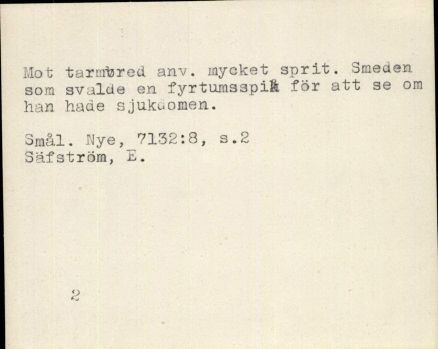 Mot tarmvred anv. mycket sprit. Smeden
som svalde en fyrtumsspik för att se om
han hade sjukdomen.
Smål. Nye, 7132:8, s.2
Säfström, E.
2